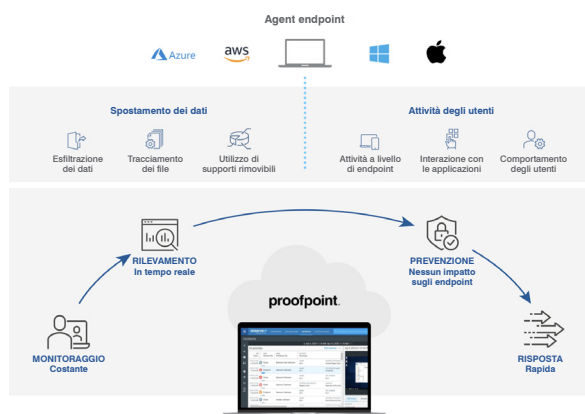 Agent endpoint
Azure
aws
Spostamento dei dati
Attività degli utenti
Esfiltrazione
dei dati
Tracciamento
dei file
Utilizzo di
supporti rimovibili
Attività a livello
di endpoint
Interazione con
le applicazioni
Comportamento
degli utenti
RILEVAMENTO
In tempo reale
PREVENZIONE
Nessun impatto
sugli endpoint
proofpoint.
MONITORAGGIO
Costante
RISPOSTA
Rapida